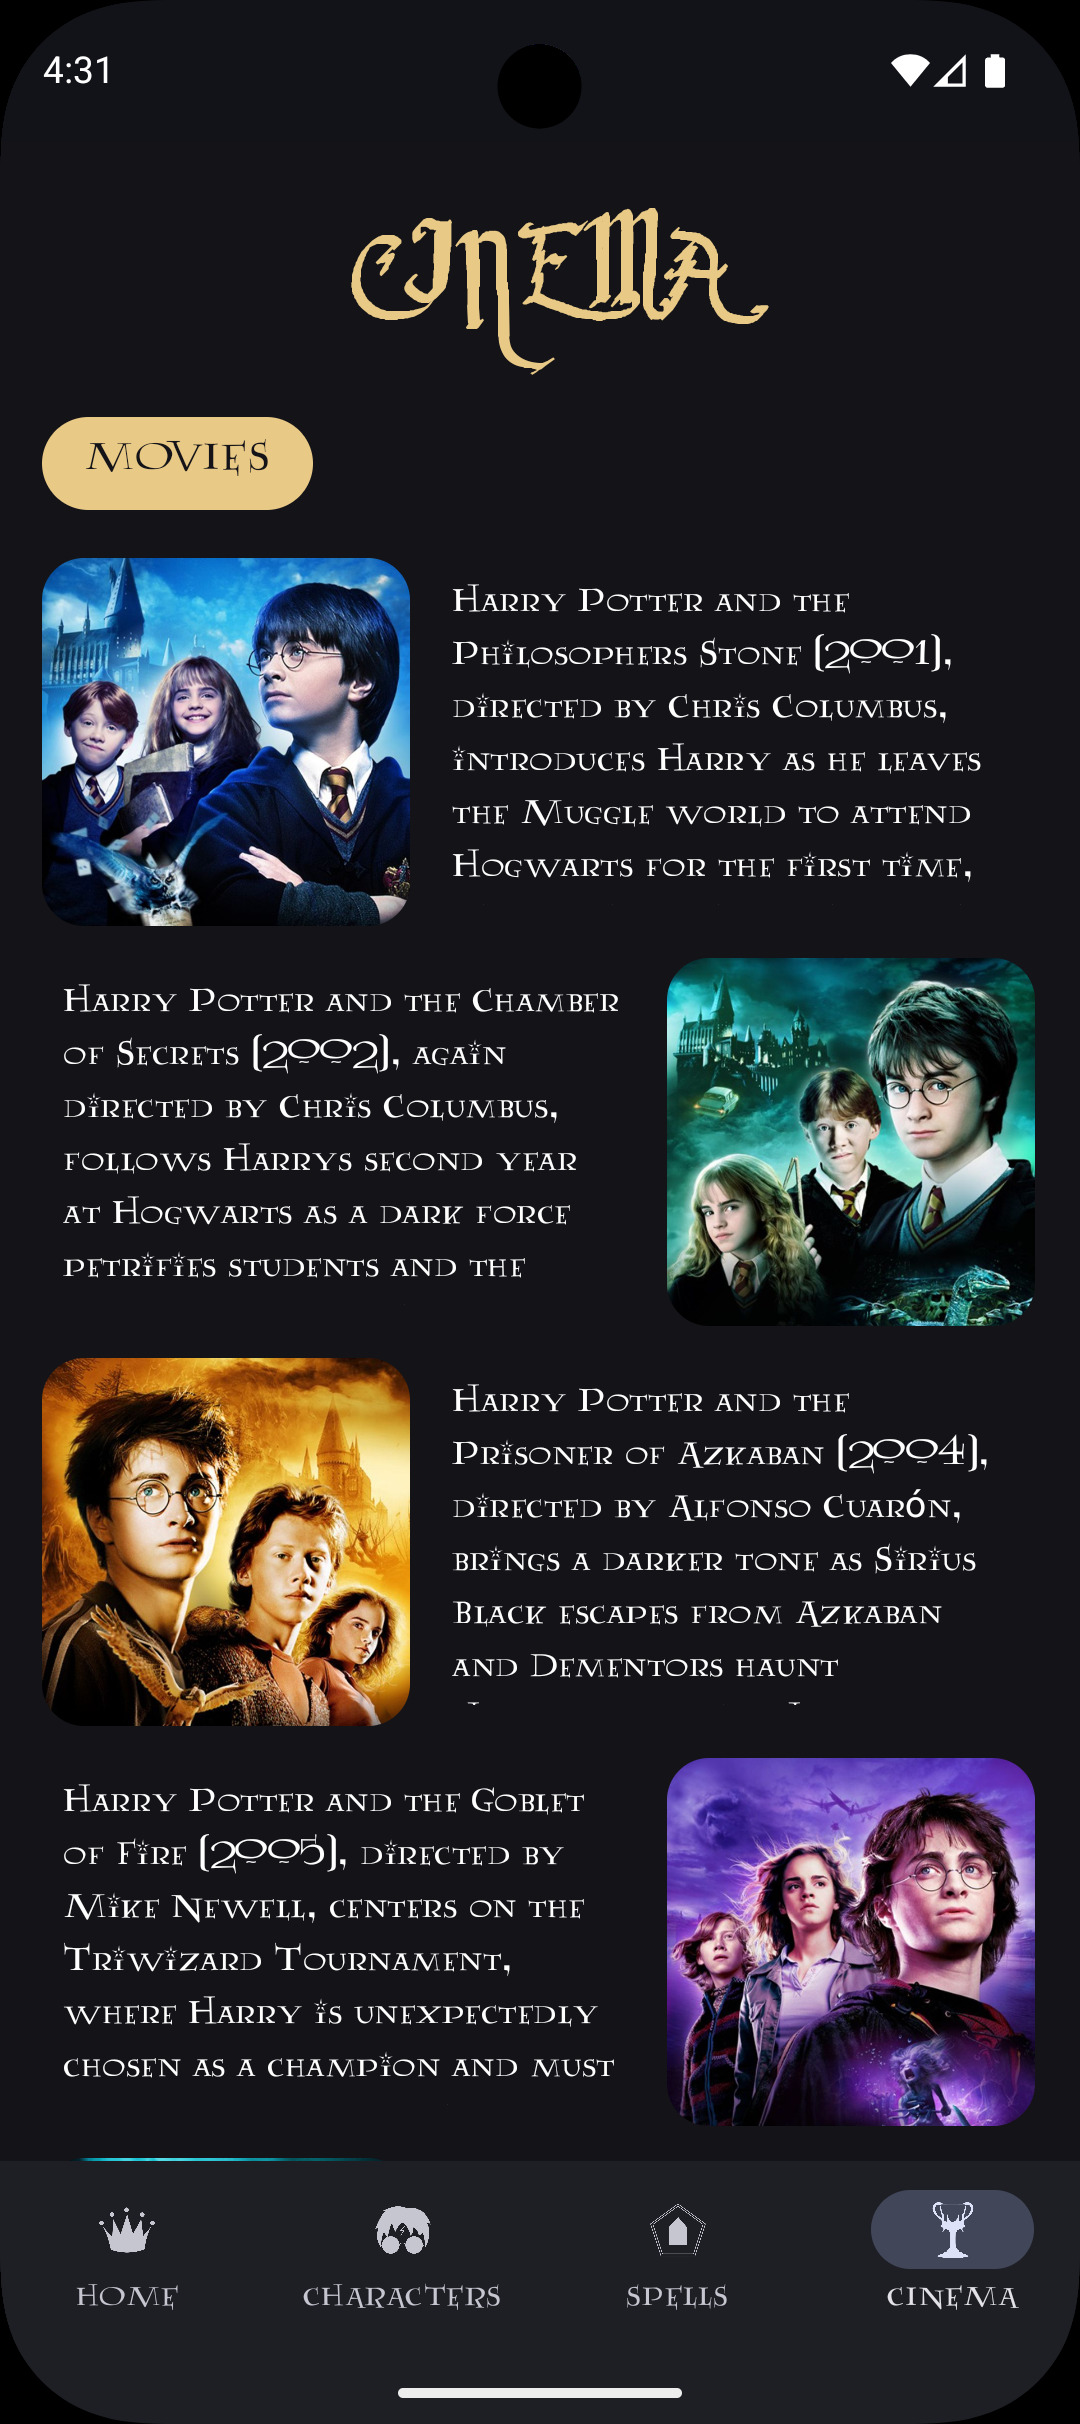 4:31
CINEMA
MOVIES
Harry Potter and the
Philosophers Stone (2001),
directed by Chris Columbus,
introduces Harry as he leaves
the Muggle world to attend
Hogwarts for the first time,
Harry Potter and the Chamber
of Secrets (2002), again
directed by Chris Columbus,
follows Harrys second year
at Hogwarts as a dark force
petrifies students and the
Harry Potter and the
Prisoner of Azkaban (2004),
directed by Alfonso Cuarón,
brings a darker tone as Sirius
Black escapes from Azkaban
and Dementors haunt
Harry Potter and the Goblet
of Fire (2005), directed by
Mike Newell, centers on the
Triwizard Tournament,
where Harry is unexpectedly
chosen as a champion and must
HOME
CHARACTERS
SPELLS
CINEMA